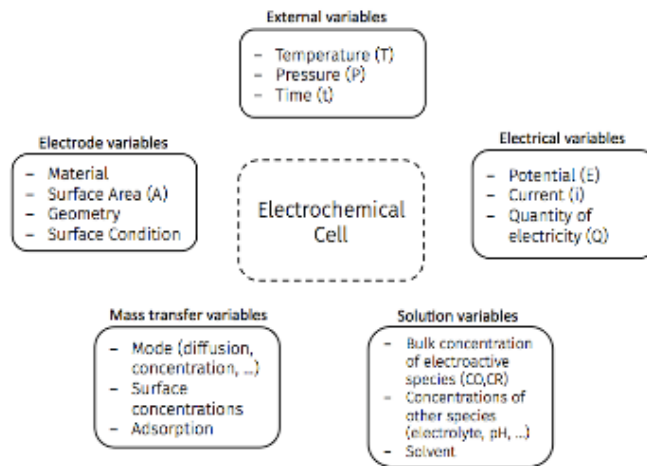 External variables
– Temperature (T)
– Pressure (P)
– Time (t)
Electrode variables
– Material
– Surface Area (A)
– Geometry
– Surface Condition
Electrical variables
– Potential (E)
– Current (i)
– Quantity of
electricity (Q)
Electrochemical
Cell
Mass transfer variables
– Mode (diffusion,
concentration, ...)
– Surface
concentrations
– Adsorption
Solution variables
– Bulk concentration
of electroactive
species (CO,CR)
– Concentrations of
other species
(electrolyte, pH, ...)
– Solvent